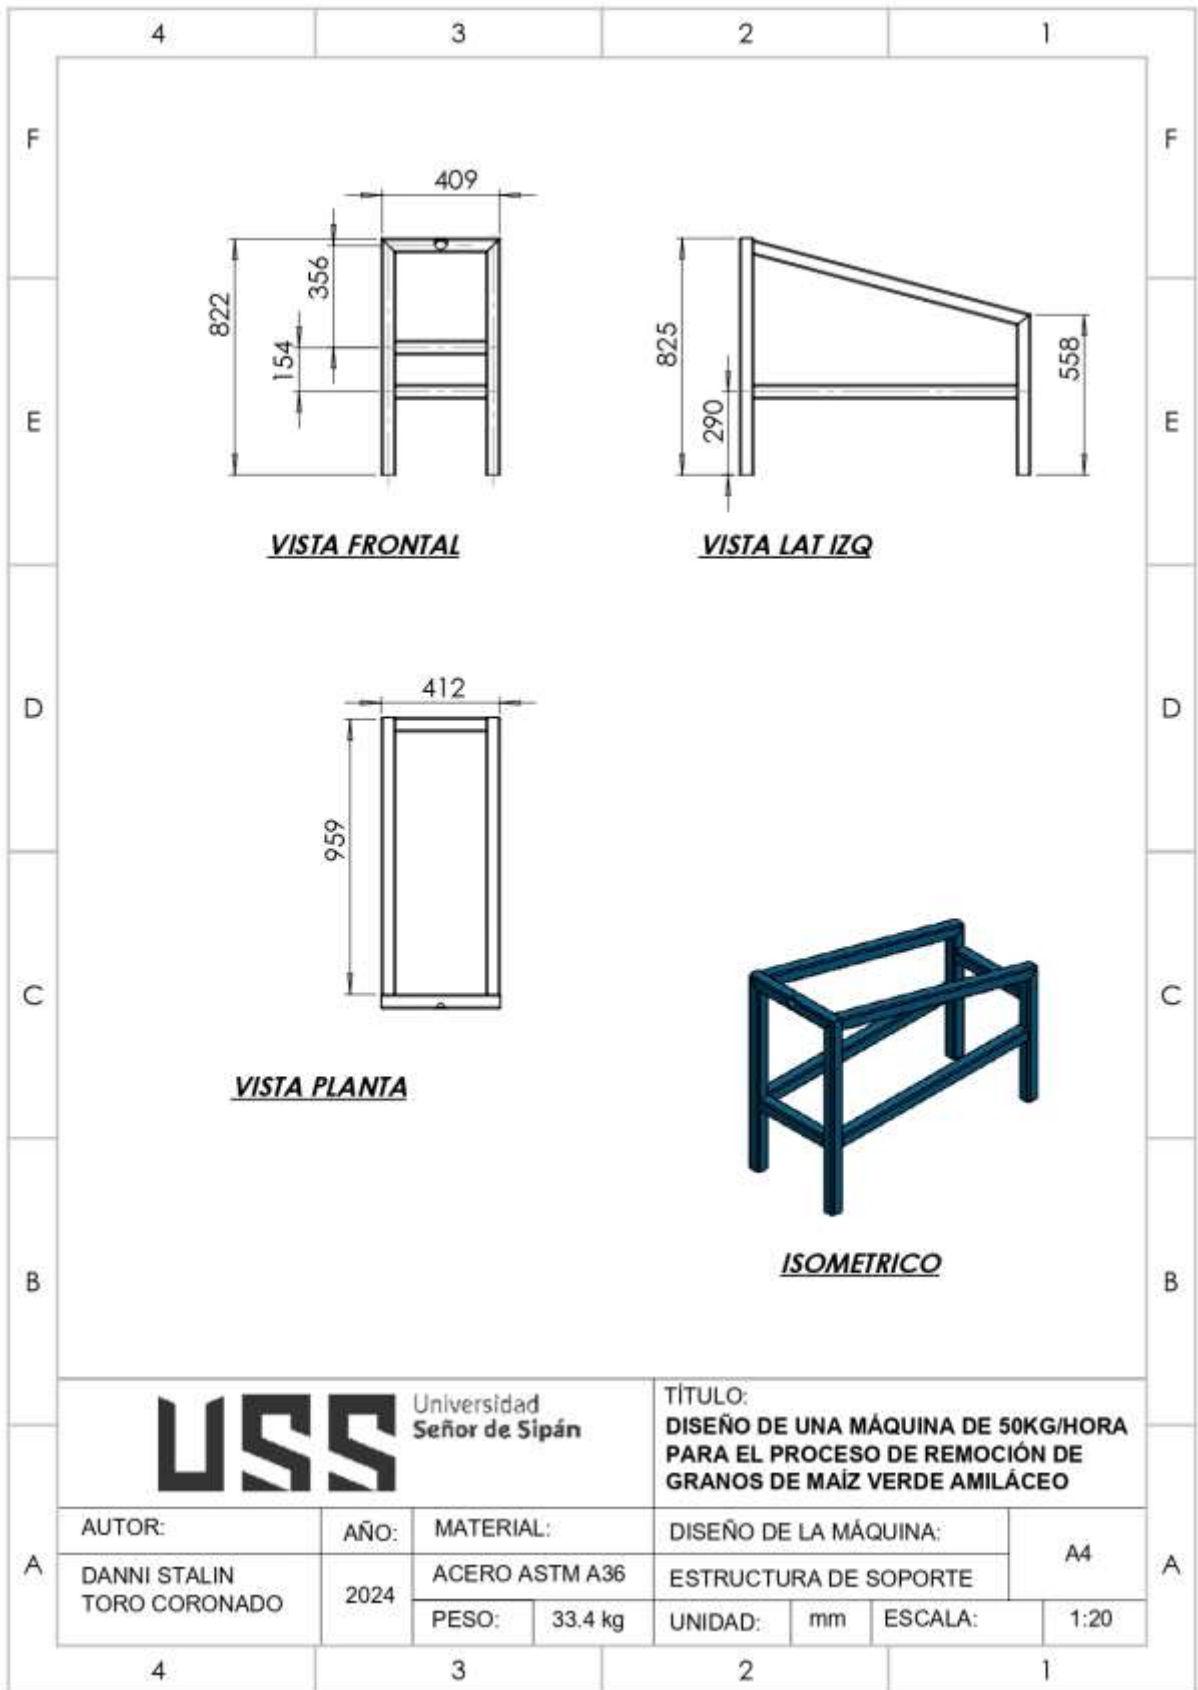 4 3 2 1
F F
409
822
356
154
825
290
558
E E
VISTA FRONTAL
VISTA LAT IZQ
D D
412
959
C C
VISTA PLANTA
ISOMETRICO
B B
USS Universidad
Señor de Sipán
TÍTULO:
DISEÑO DE UNA MÁQUINA DE 50KG/HORA
PARA EL PROCESO DE REMOCIÓN DE
GRANOS DE MAÍZ VERDE AMILÁCEO
AUTOR:
DANNI STALIN
TORO CORONADO
AÑO:
2024
MATERIAL:
ACERO ASTM A36
PESO: 33.4 kg
DISEÑO DE LA MÁQUINA:
ESTRUCTURA DE SOPORTE
A4
UNIDAD: mm ESCALA: 1:20
A A
4 3 2 1